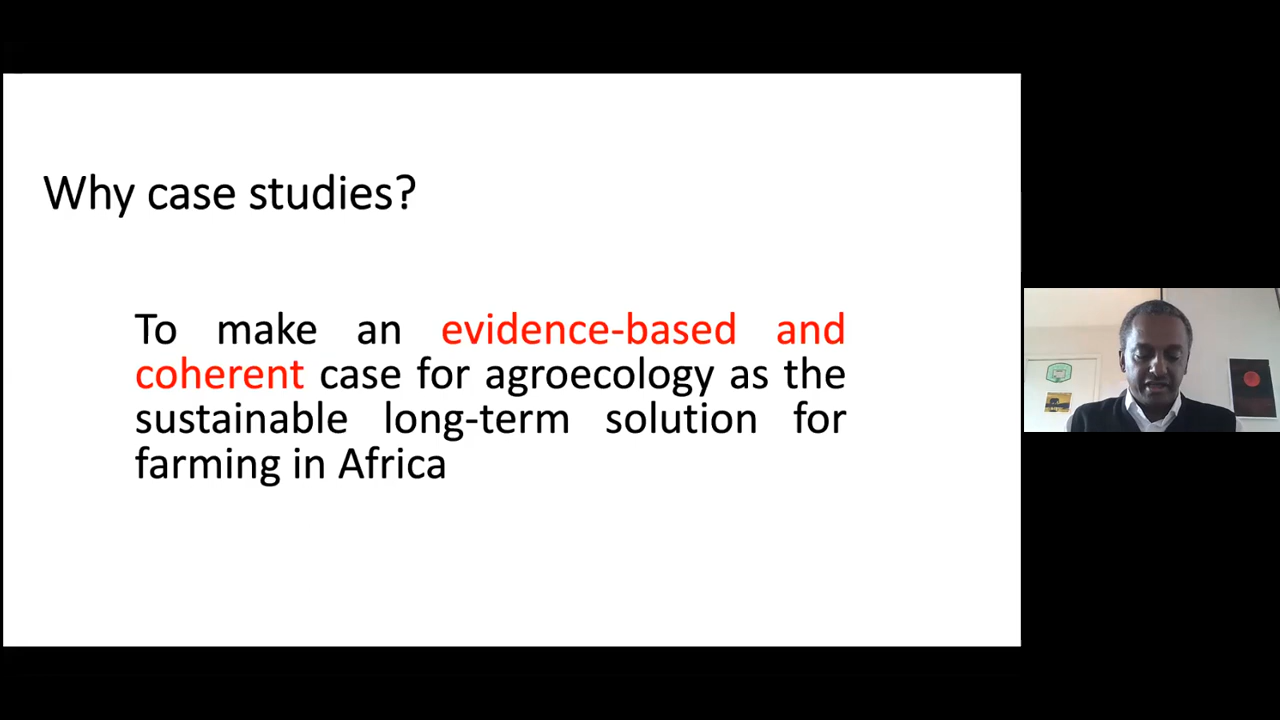 Why case studies?
To make an evidence-based and
coherent case for agroecology as the
sustainable long-term solution for
farming in Africa